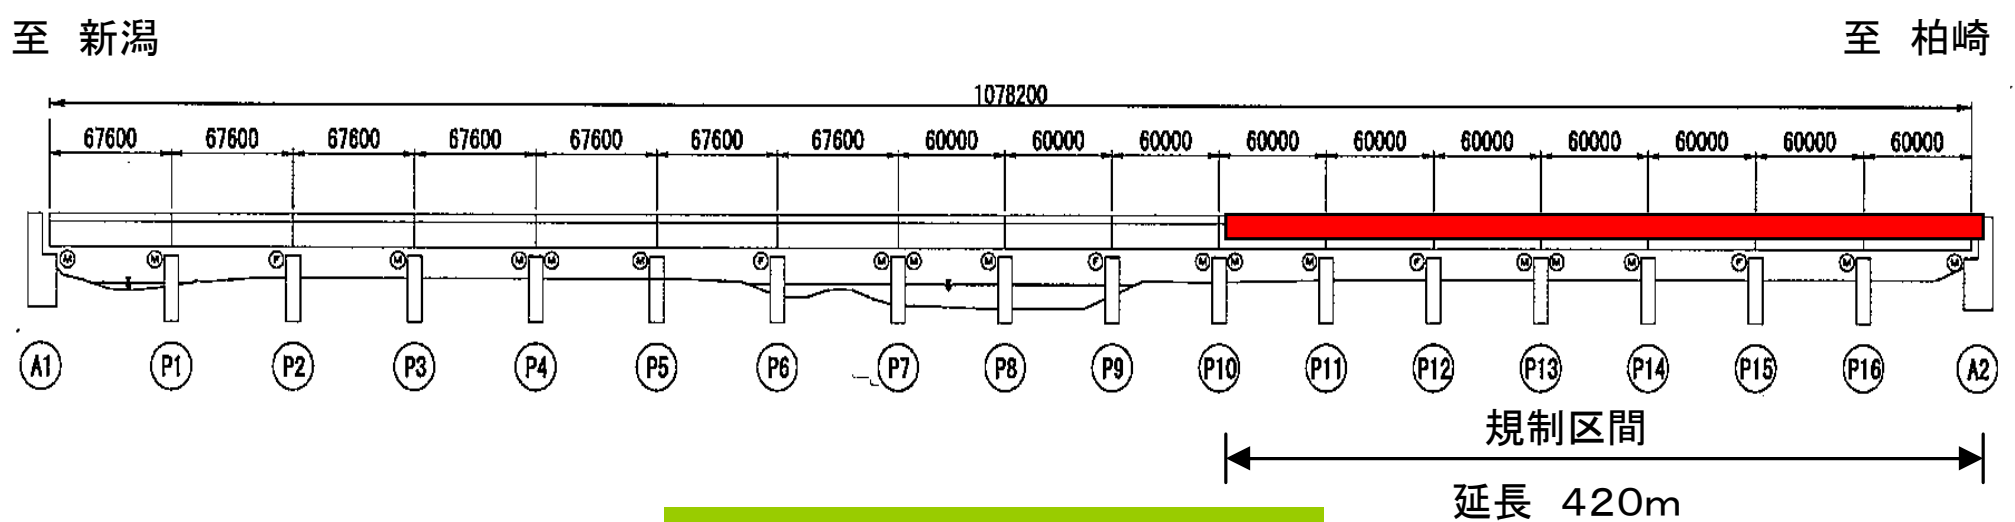 至　新潟
至　柏崎
1078200
67600 67600 67600 67600 67600 67600 67600 60000 60000 60000 60000 60000 60000 60000 60000 60000 60000
M M F M M M M F M M M F M M M F M M M F M M
A1 P1 P2 P3 P4 P5 P6 P7 P8 P9 P10 P11 P12 P13 P14 P15 P16 A2
規制区間
延長　420m